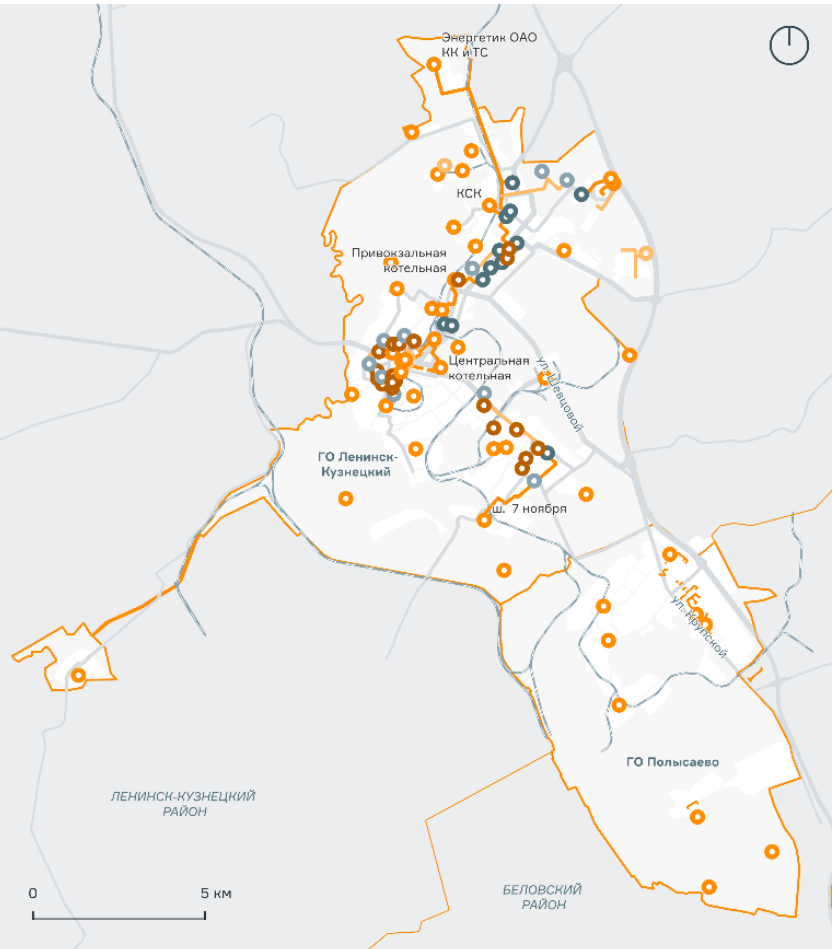 Энергетик ОАО
КК и ТС
КСК
Привокзальная
котельная
Центральная
котельная
ул. Шевцовой
ГО Ленинск-
Кузнецкий
ш. 7 ноября
ул. Крупской
ГО Полысаево
ЛЕНИНСК-КУЗНЕЦКИЙ
РАЙОН
БЕЛОВСКИЙ
РАЙОН
0 5 км